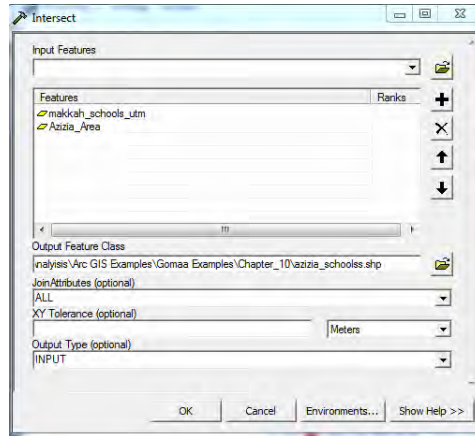 Intersect
Input Features
Features Ranks
makkah_schools_utm
Azizia_Area
Output Feature Class
nalyisis\Arc GIS Examples\Gomaa Examples\Chapter_10\azizia_schoolss.shp
JoinAttributes (optional)
ALL
XY Tolerance (optional)
Meters
Output Type (optional)
INPUT
OK Cancel Environments... Show Help >>